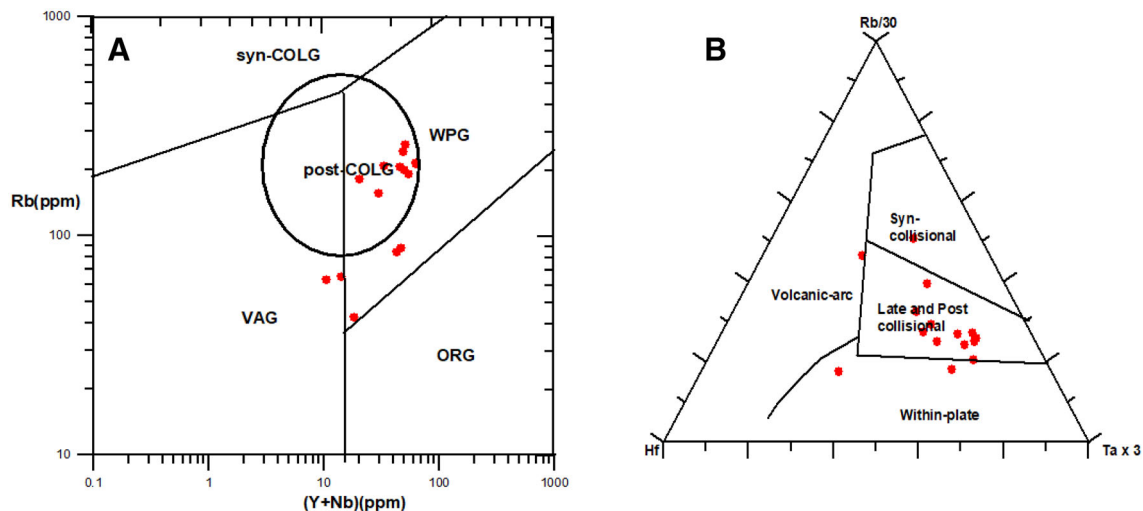 A
1000
syn-COLG
WPG
post-COLG
Rb(ppm)
100
VAG
ORG
10
0.1
1
10
100
1000
(Y+Nb)(ppm)
B
Rb/30
Syn-
collisional
Volcanic-arc
Late and Post
collisional
Within-plate
Hf
Ta x 3